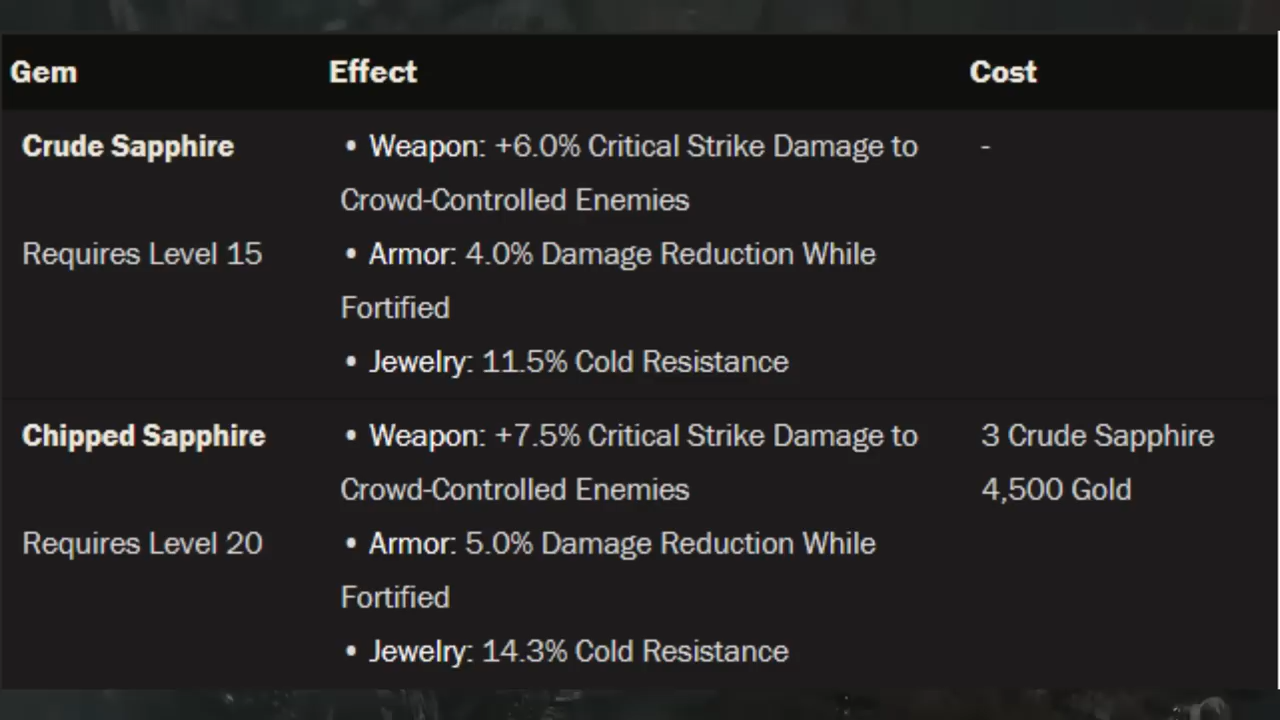 Gem Effect Cost
Crude Sapphire • Weapon: +6.0% Critical Strike Damage to -
Crowd-Controlled Enemies
Requires Level 15 • Armor: 4.0% Damage Reduction While
Fortified
• Jewelry: 11.5% Cold Resistance
Chipped Sapphire • Weapon: +7.5% Critical Strike Damage to 3 Crude Sapphire
Crowd-Controlled Enemies 4,500 Gold
Requires Level 20 • Armor: 5.0% Damage Reduction While
Fortified
• Jewelry: 14.3% Cold Resistance